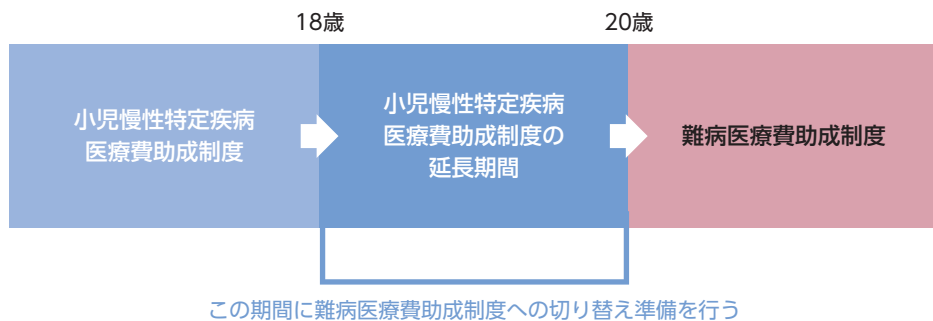 18歳
20歳
小児慢性特定疾病
医療費助成制度
小児慢性特定疾病
医療費助成制度の
延長期間
難病医療費助成制度
この期間に難病医療費助成制度への切り替え準備を行う